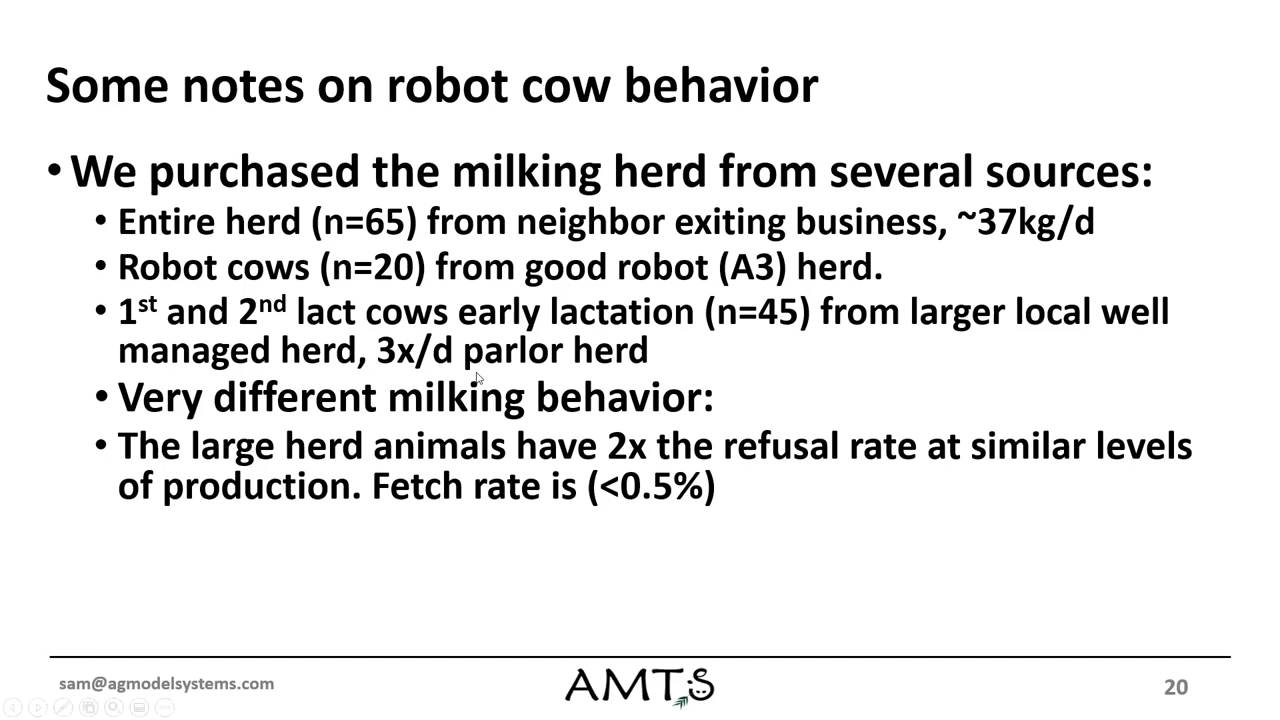 Some notes on robot cow behavior
• We purchased the milking herd from several sources:
• Entire herd (n=65) from neighbor exiting business, ~37kg/d
• Robot cows (n=20) from good robot (A3) herd.
• 1st and 2nd lact cows early lactation (n=45) from larger local well
managed herd, 3x/d parlor herd
• Very different milking behavior:
• The large herd animals have 2x the refusal rate at similar levels
of production. Fetch rate is (<0.5%)
sam@agmodelsystems.com
AMTS
20